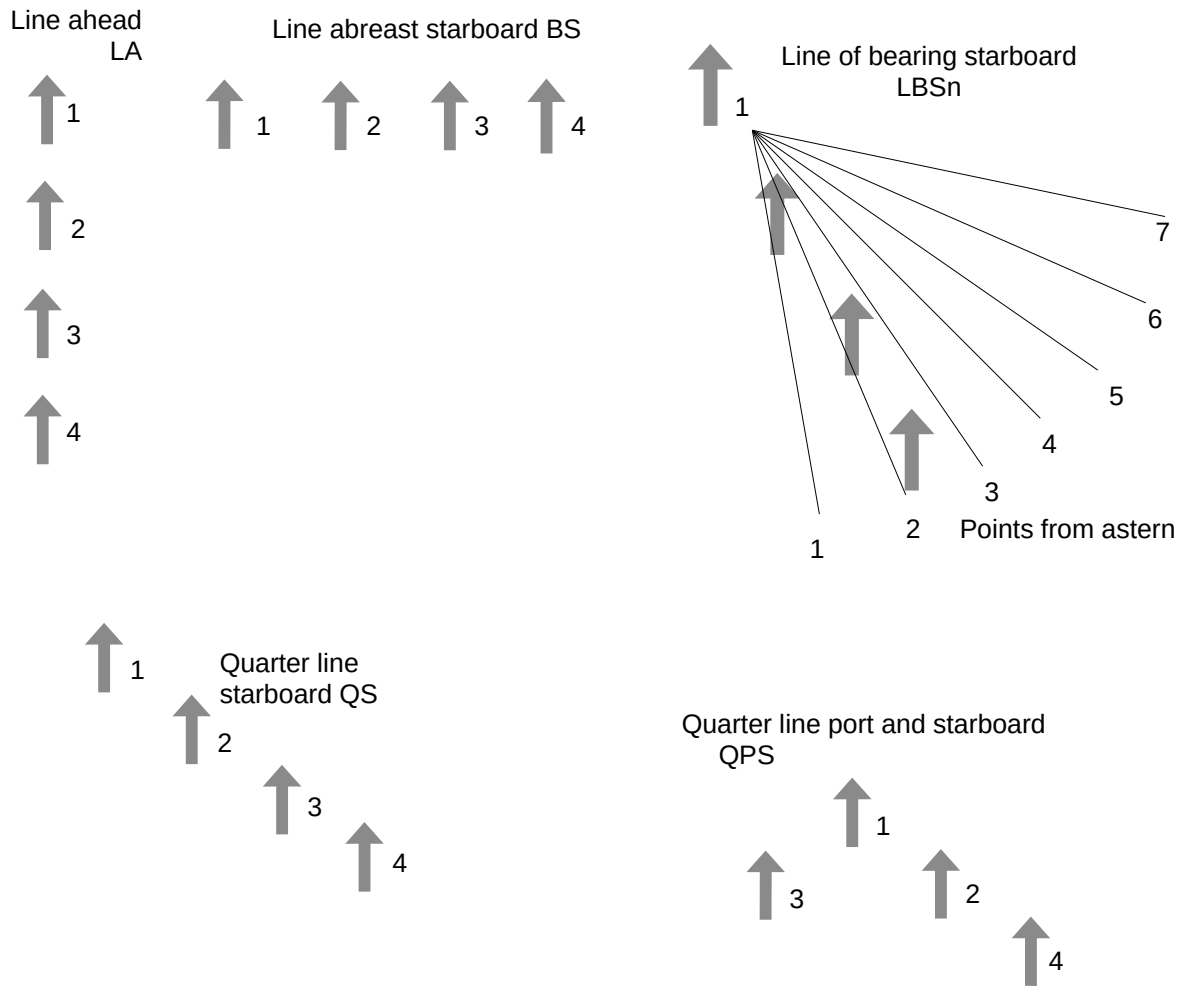 Line ahead
LA
1
2
3
4
Line abreast starboard BS
1 2 3 4
Line of bearing starboard
LBSn
1
7
6
5
4
3
2
1
Points from astern
Quarter line
starboard QS
1
2
3
4
Quarter line port and starboard
QPS
1
3 2
4